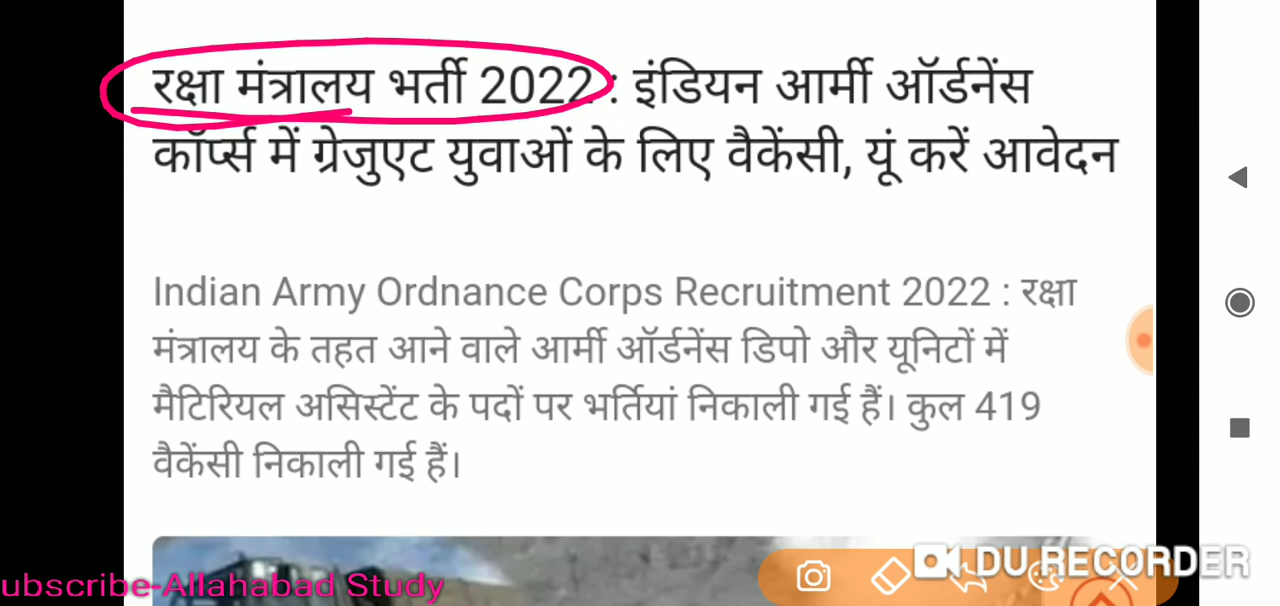 रक्षा मंत्रालय भर्ती 2022 : इंडियन आर्मी ऑर्डनेंस
कॉर्प्स में ग्रेजुएट युवाओं के लिए वैकेंसी, यूं करें आवेदन
Indian Army Ordnance Corps Recruitment 2022 : रक्षा
मंत्रालय के तहत आने वाले आर्मी ऑर्डनेंस डिपो और यूनिटों में
मैटिरियल असिस्टेंट के पदों पर भर्तियां निकाली गई हैं। कुल 419
वैकेंसी निकाली गई हैं।
DU RECORDER
ubscribe-Allahabad Study